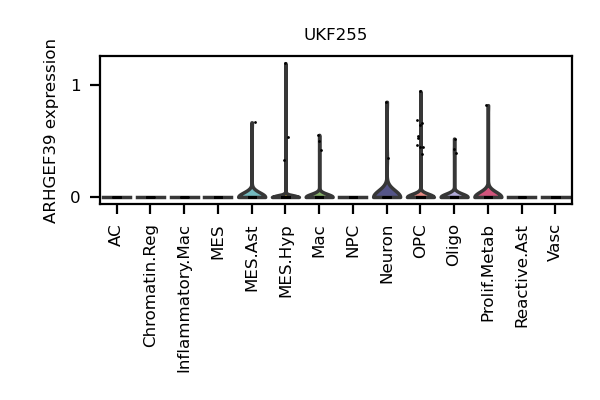 UKF255
ARHGEF39 expression
1
0
AC
Chromatin.Reg
Inflammatory.Mac
MES
MES.Ast
MES.Hyp
Mac
NPC
Neuron
OPC
Oligo
Prolif.Metab
Reactive.Ast
Vasc